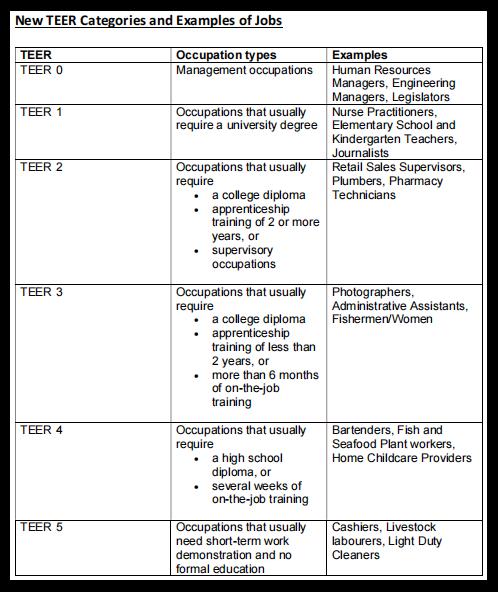 New TEER Categories and Examples of Jobs
TEER Occupation types Examples
TEER 0 Management occupations Human Resources
Managers, Engineering
Managers, Legislators
TEER 1 Occupations that usually Nurse Practitioners,
require a university degree Elementary School and
Kindergarten Teachers,
Journalists
TEER 2 Occupations that usually Retail Sales Supervisors,
require Plumbers, Pharmacy
• a college diploma Technicians
• apprenticeship
training of 2 or more
years, or
• supervisory
occupations
TEER 3 Occupations that usually Photographers,
require Administrative Assistants,
• a college diploma Fishermen/Women
• apprenticeship
training of less than
2 years, or
• more than 6 months
of on-the-job
training
TEER 4 Occupations that usually Bartenders, Fish and
require Seafood Plant workers,
• a high school Home Childcare Providers
diploma, or
• several weeks of
on-the-job training
TEER 5 Occupations that usually Cashiers, Livestock
need short-term work labourers, Light Duty
demonstration and no Cleaners
formal education